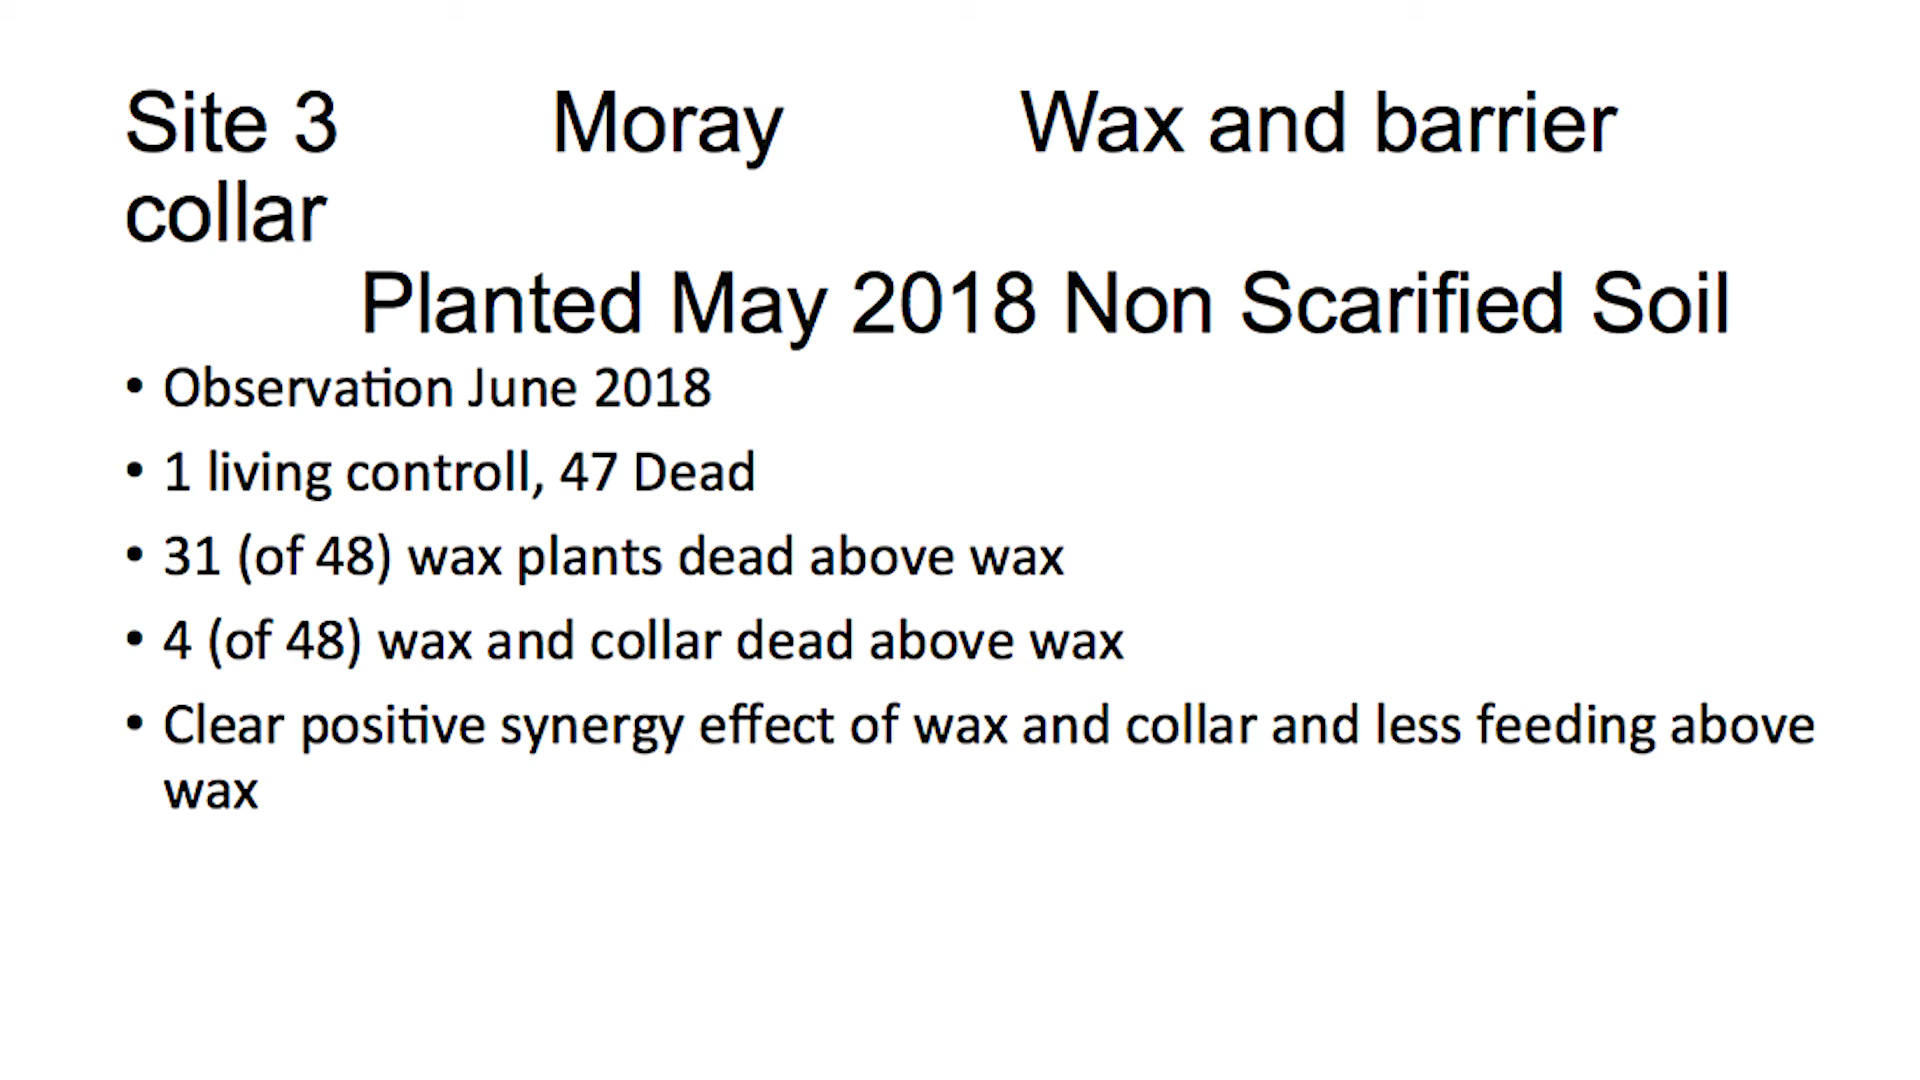 Site 3 Moray Wax and barrier
collar
Planted May 2018 Non Scarified Soil
• Observation June 2018
• 1 living controll, 47 Dead
• 31 (of 48) wax plants dead above wax
• 4 (of 48) wax and collar dead above wax
• Clear positive synergy effect of wax and collar and less feeding above
wax